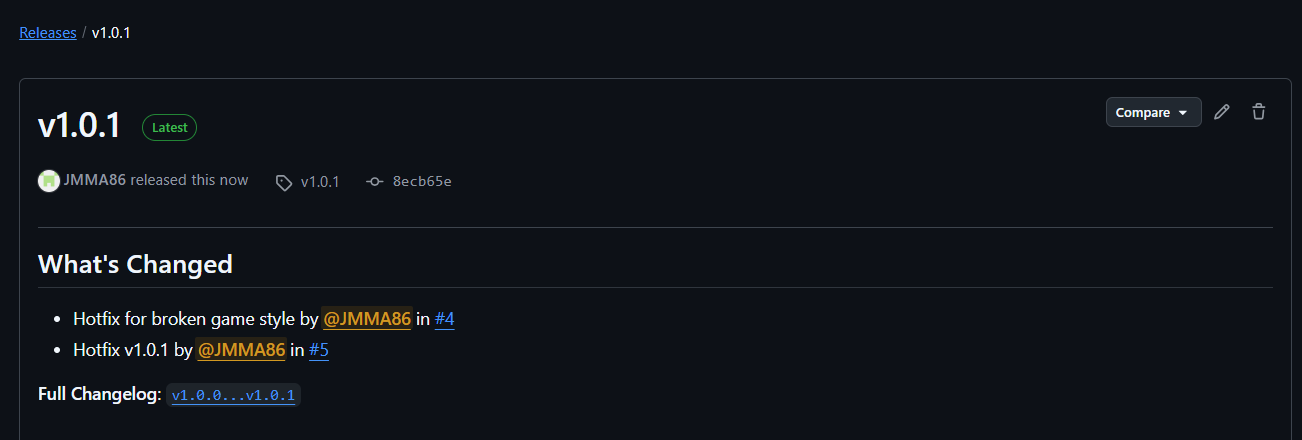 Releases / v1.0.1
v1.0.1 Latest Compare
JMMA86 released this now v1.0.1 8ecb65e
What's Changed
• Hotfix for broken game style by @JMMA86 in #4
• Hotfix v1.0.1 by @JMMA86 in #5
Full Changelog: v1.0.0...v1.0.1